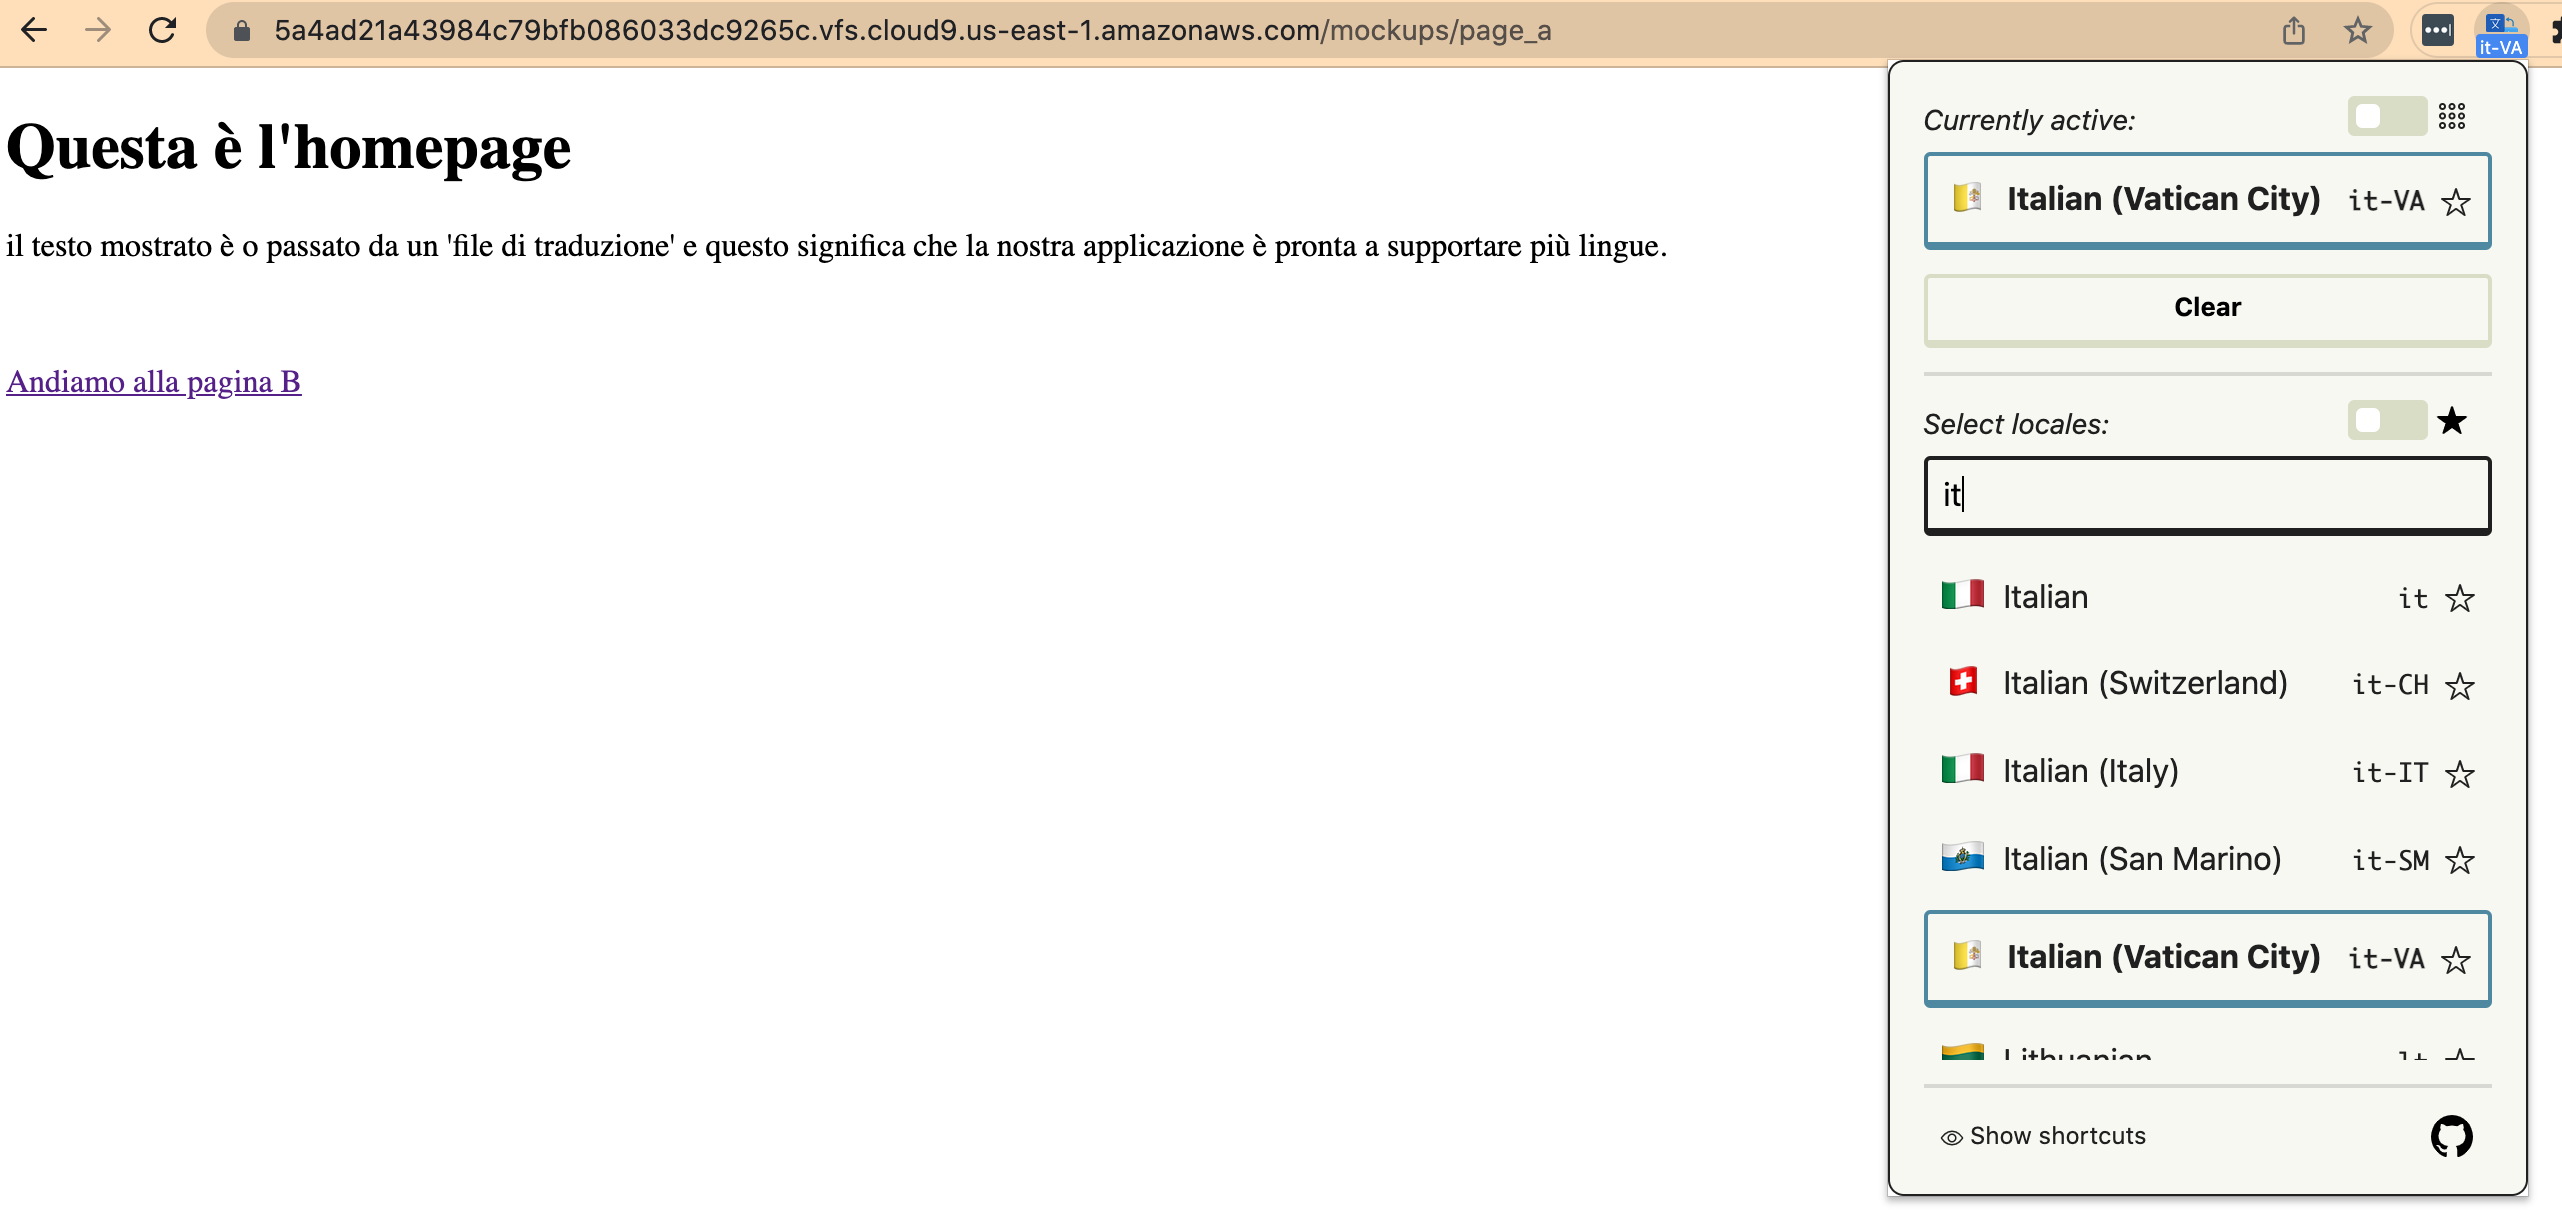 5a4ad21a43984c79bfb086033dc9265c.vfs.cloud9.us-east-1.amazonaws.com/mockups/page_a
it-VA
Questa è l'homepage
il testo mostrato è o passato da un 'file di traduzione' e questo significa che la nostra applicazione è pronta a supportare più lingue.
Andiamo alla pagina B
Currently active:
Italian (Vatican City) it-VA
Clear
Select locales:
it
Italian it
Italian (Switzerland) it-CH
Italian (Italy) it-IT
Italian (San Marino) it-SM
Italian (Vatican City) it-VA
Lithuanian lt
Show shortcuts